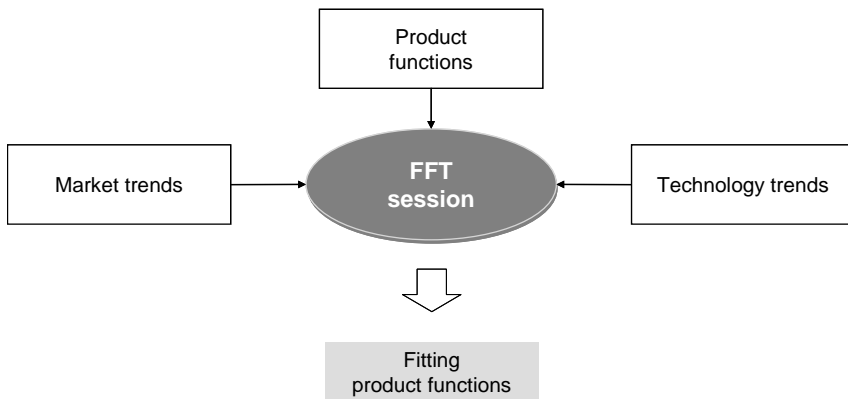 Product
functions
Market trends
FFT
session
Technology trends
Fitting
product functions